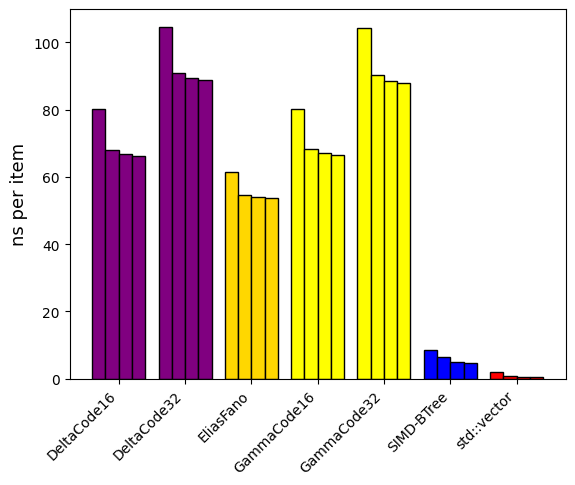 ns per item
100
80
60
40
20
0
DeltaCode16
DeltaCode32
EliasFano
GammaCode16
GammaCode32
SIMD-BTree
std::vector